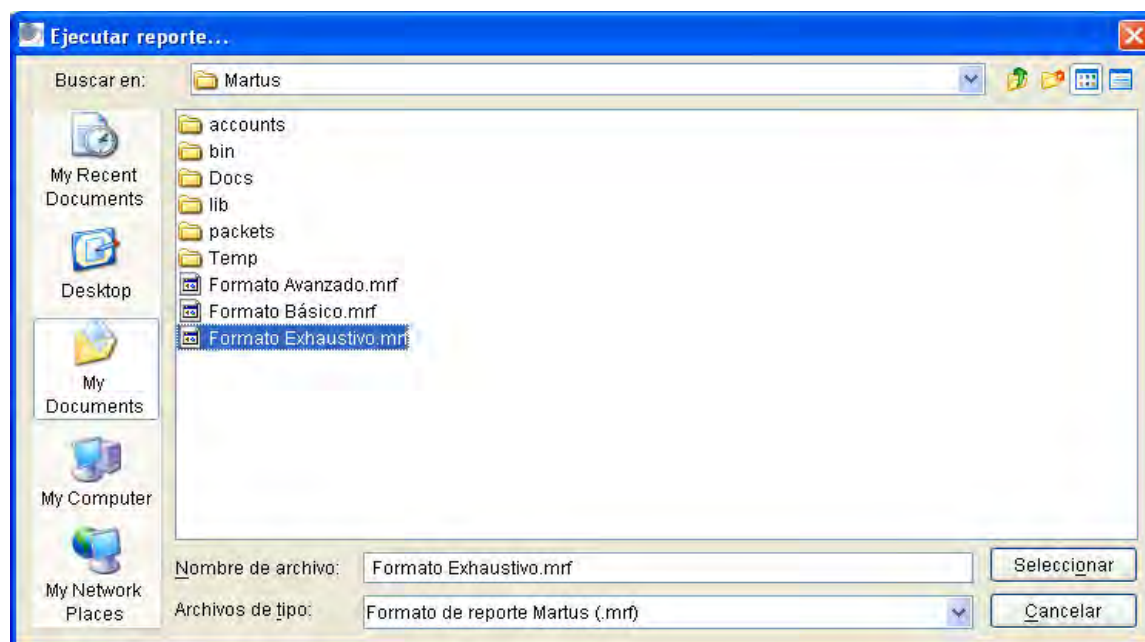 Ejecutar reporte...
Buscar en:
Martus
My Recent
Documents
Desktop
My
Documents
My Computer
My Network
Places
accounts
bin
Docs
lib
packets
Temp
Formato Avanzado.mrf
Formato Básico.mrf
Formato Exhaustivo.mrf
Nombre de archivo:
Formato Exhaustivo.mrf
Seleccionar
Archivos de tipo:
Formato de reporte Martus (.mrf)
Cancelar